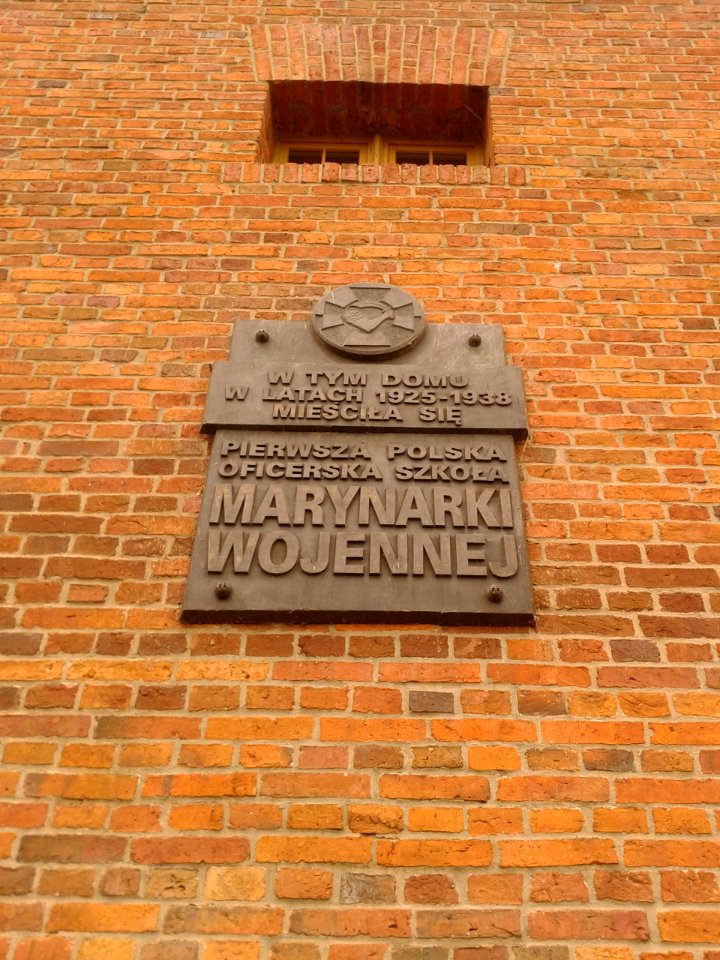 W TYM DOMU
W LATACH 1925-1938
MIEŚCIŁA SIĘ
PIERWSZA POLSKA
OFICERSKA SZKOŁA
MARYNARKI
WOJENNEJ